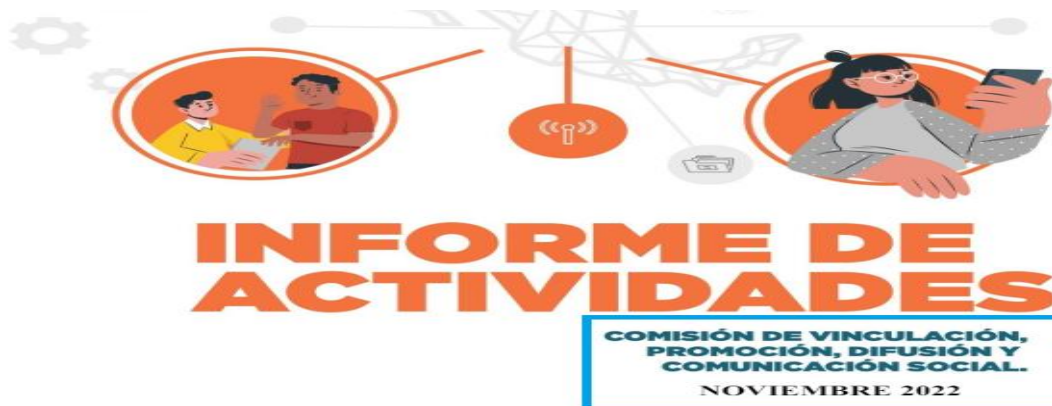 INFORME DE
ACTIVIDADES
COMISIÓN DE VINCULACIÓN,
PROMOCIÓN, DIFUSIÓN Y
COMUNICACIÓN SOCIAL.
NOVIEMBRE 2022